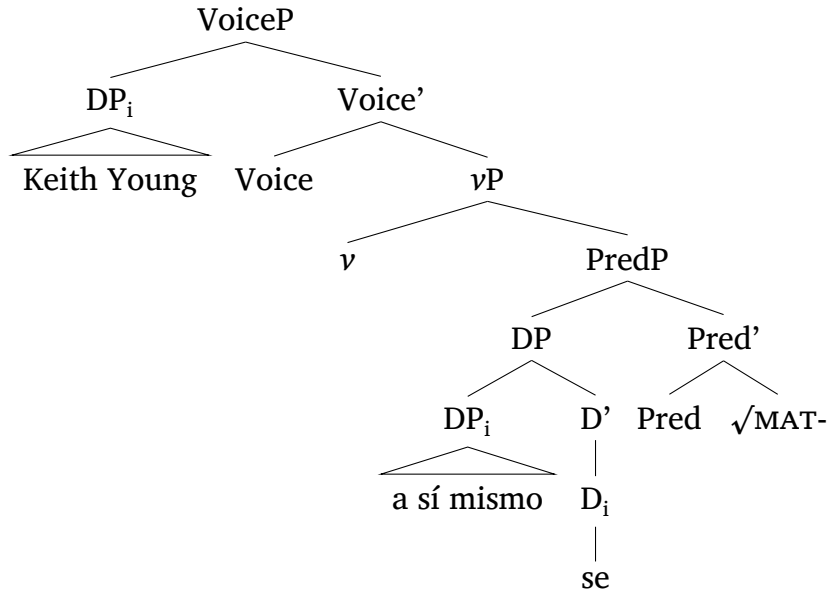 VoiceP
DPi Voice’
Keith Young Voice vP
v PredP
DP Pred’
DPi D’ Pred √MAT-
a sí mismo Di
se